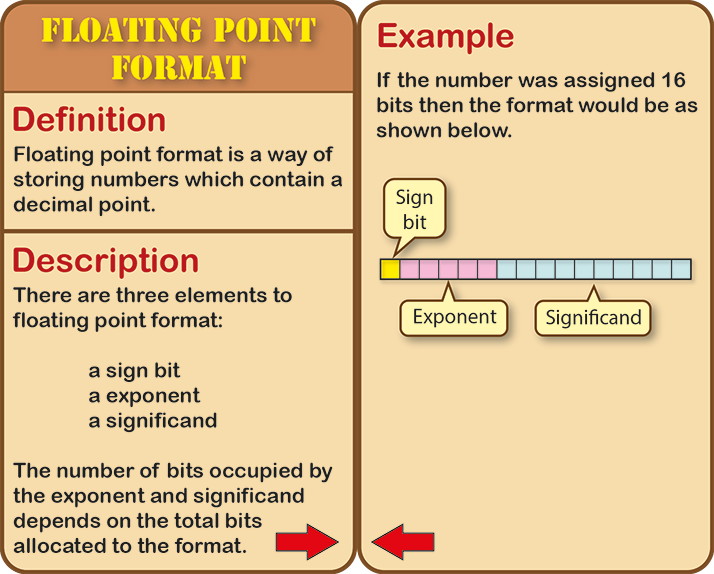 FLOATING POINT
FORMAT
Definition
Floating point format is a way of
storing numbers which contain a
decimal point.
Description
There are three elements to
floating point format:
a sign bit
a exponent
a significand
The number of bits occupied by
the exponent and significand
depends on the total bits
allocated to the format.
Example
If the number was assigned 16
bits then the format would be as
shown below.
Sign
bit
Exponent
Significand